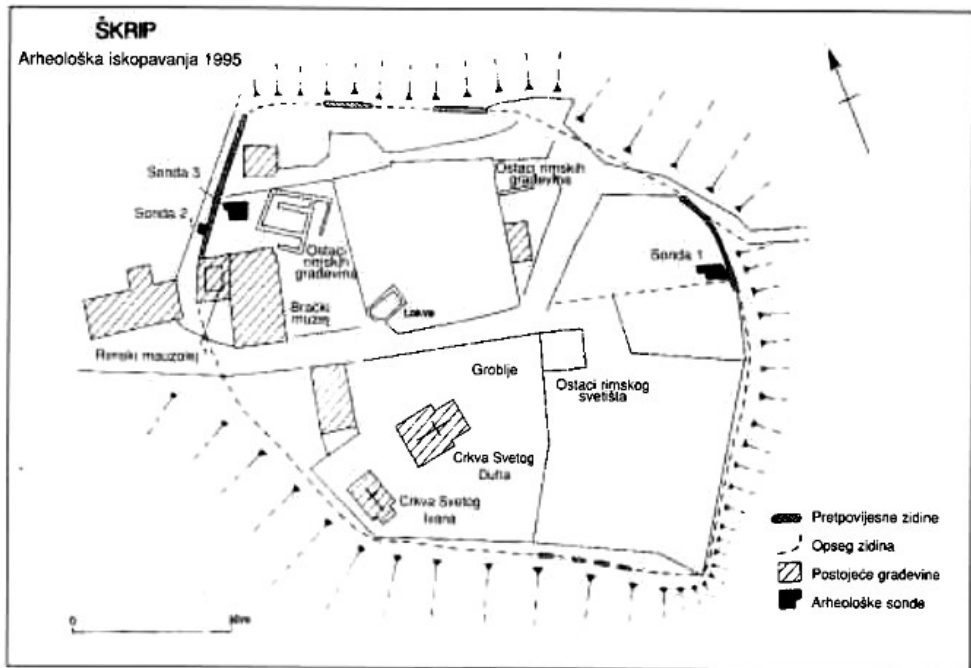 ŠKRIP
Arheološka iskopavanja 1995
Sonda 3
Sonda 2
Ostaci rimskih
građevina
Ostaci
rimskih
građevina
Sonda 1
Brački
muzej
Lokva
Rimski mauzolej
Groblje
Ostaci rimskog
svetišta
Crkva Svetog
Duha
Crkva Svetog
Ivana
Pretpovijesne zidine
Opseg zidina
Postojeće građevine
Arheološke sonde
0